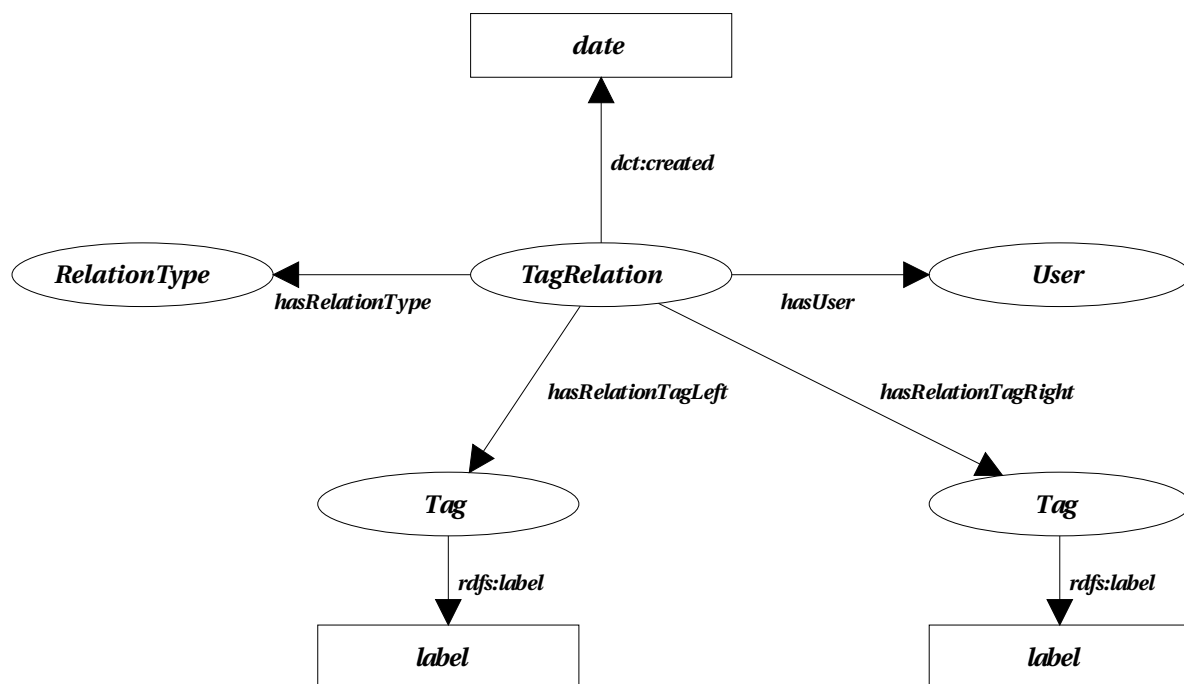 date
dct:created
RelationType
TagRelation
User
hasRelationType
hasUser
hasRelationTagLeft
hasRelationTagRight
Tag
Tag
rdfs:label
rdfs:label
label
label